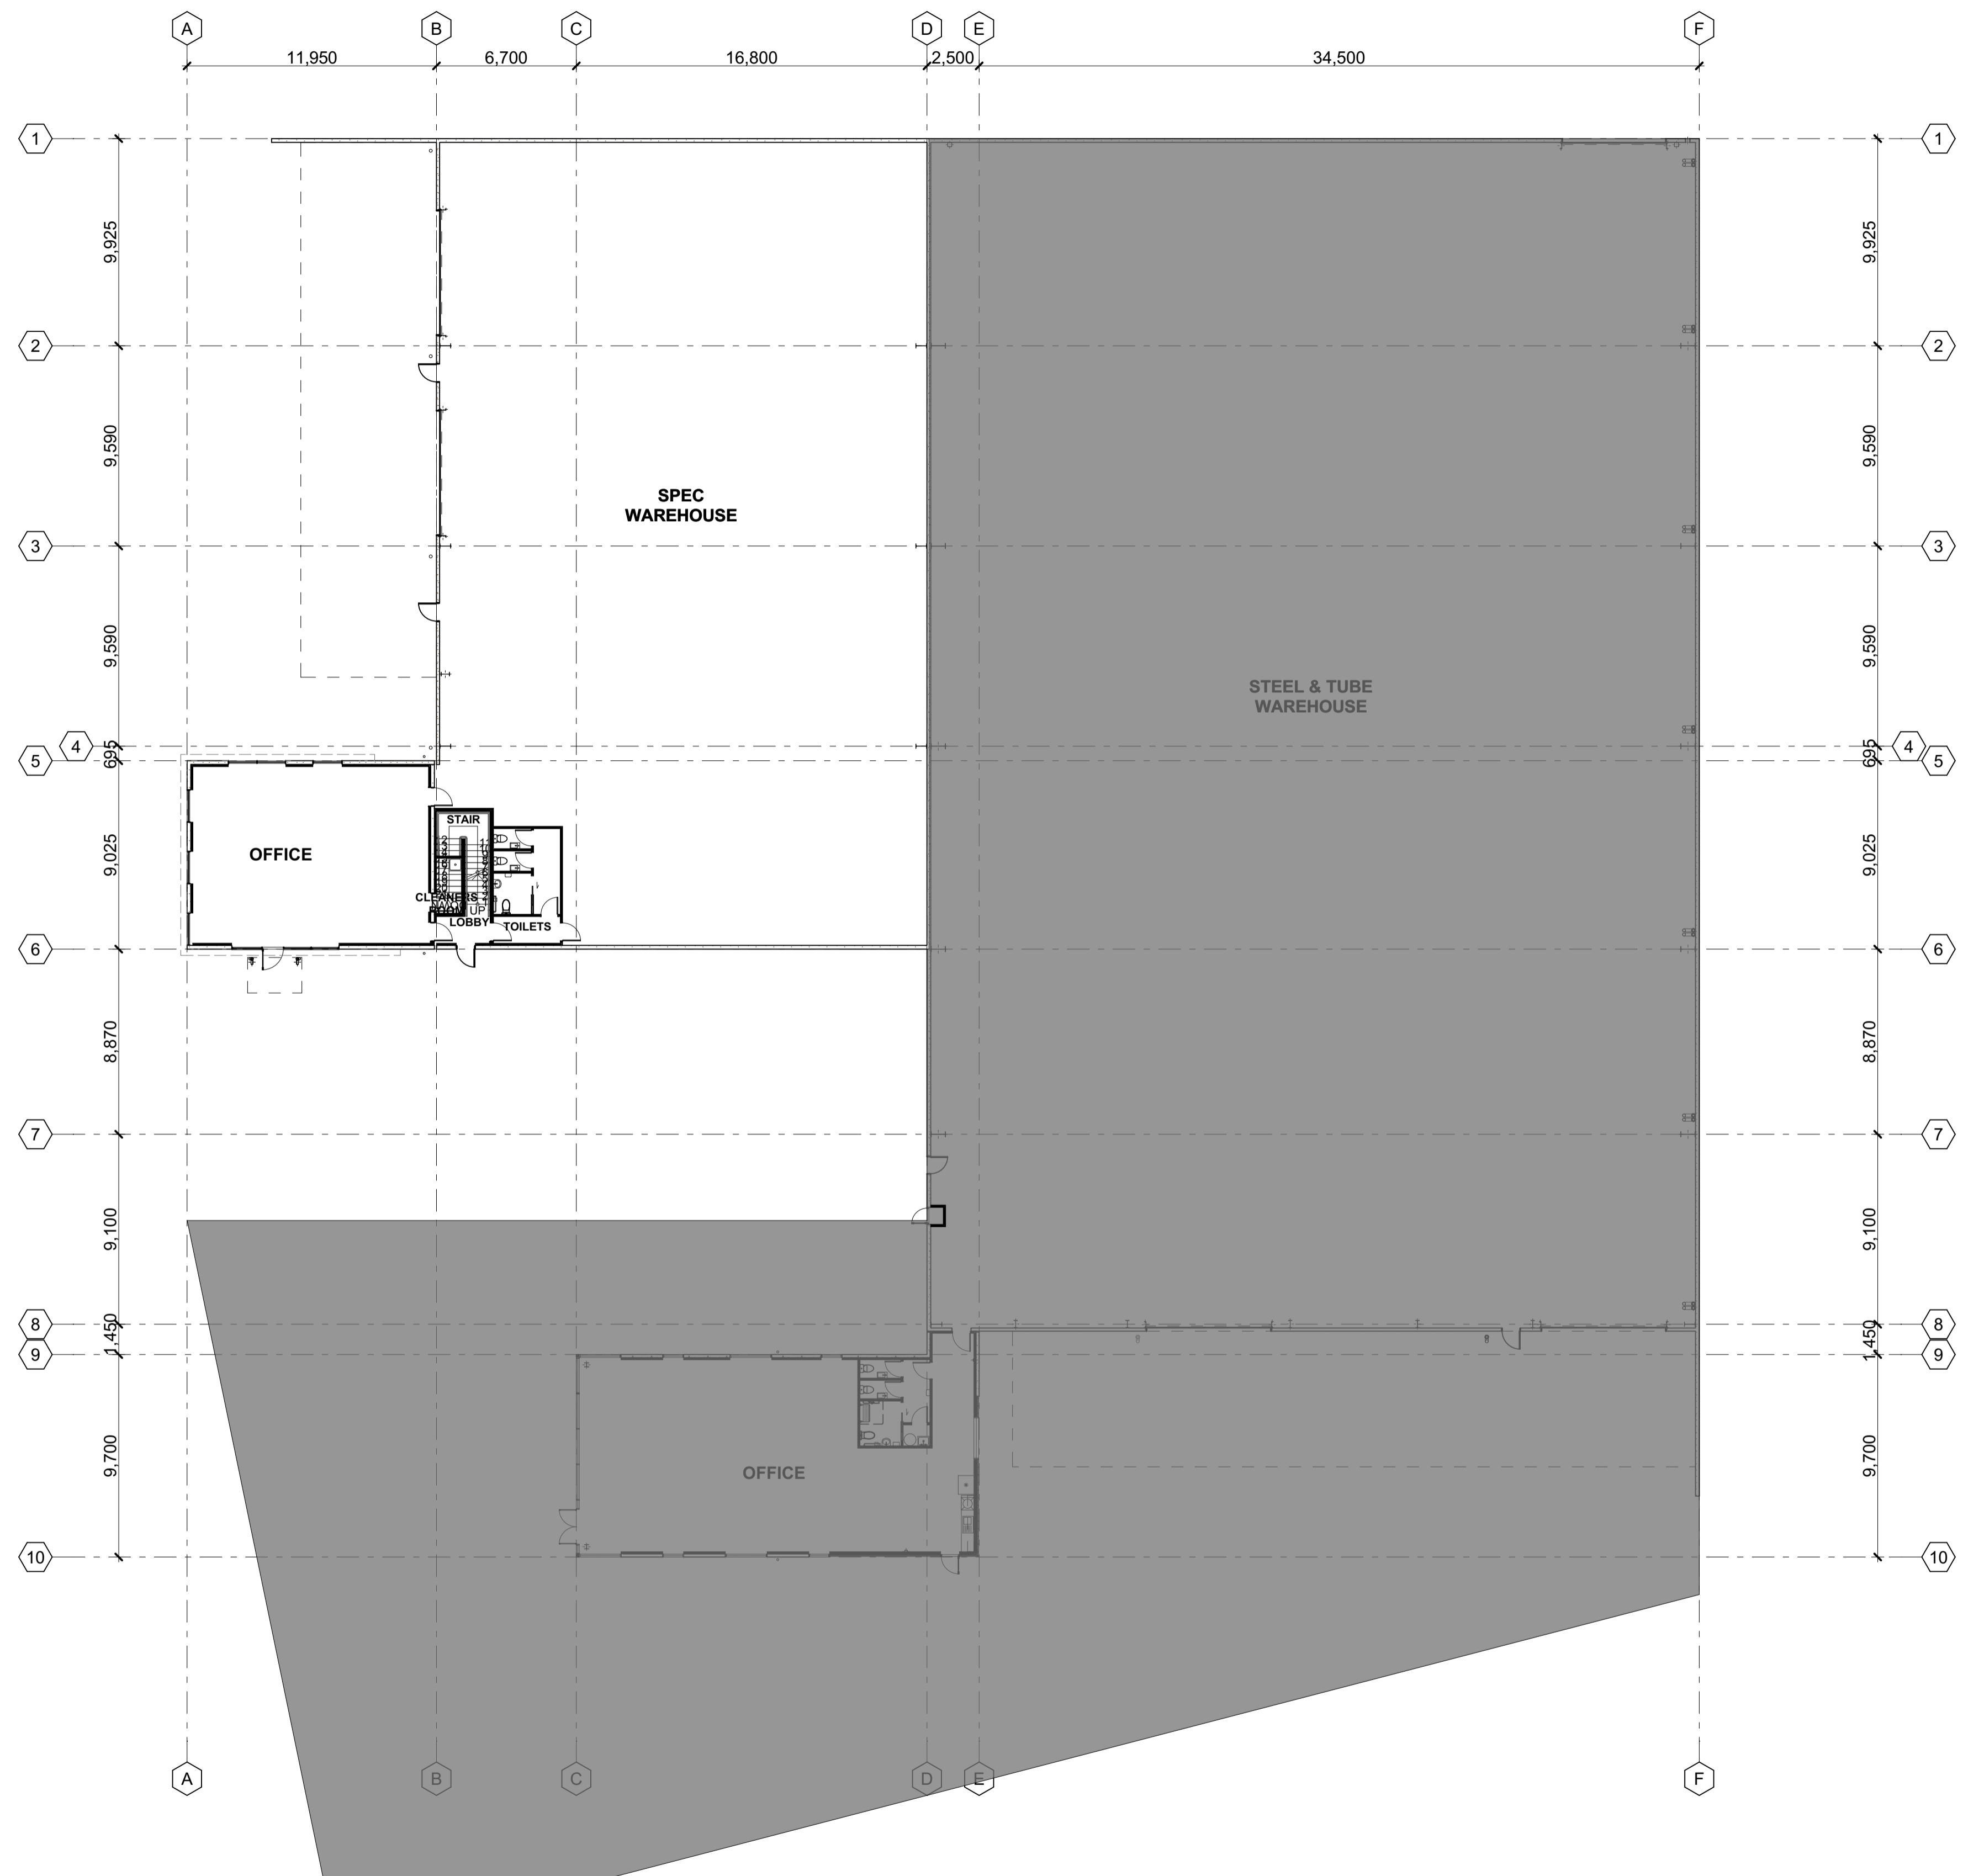 A B C D E F
11,950 6,700 16,800 2,500 34,500
1 1
9,925 9,925
2 2
9,590 9,590
SPEC
WAREHOUSE
3 3
9,590 9,590
STEEL & TUBE
WAREHOUSE
4 695 695 4
5 5
STAIR
OFFICE
9,025 9,025
CLEANERS
ROOM UP
LOBBY TOILETS
6 6
8,870 8,870
7 7
9,100 9,100
8 8
1,450 1,450
9 9
9,700 9,700
OFFICE
10 10
A B C D E F